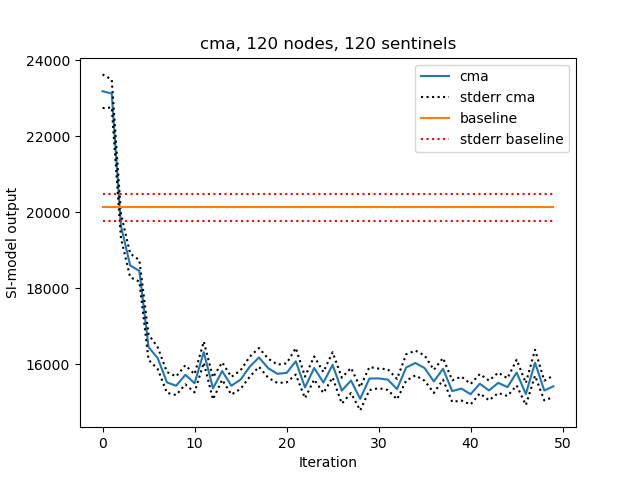 cma, 120 nodes, 120 sentinels
24000
22000
20000
18000
16000
SI-model output
cma
stderr cma
baseline
stderr baseline
0
10
20
30
40
50
Iteration